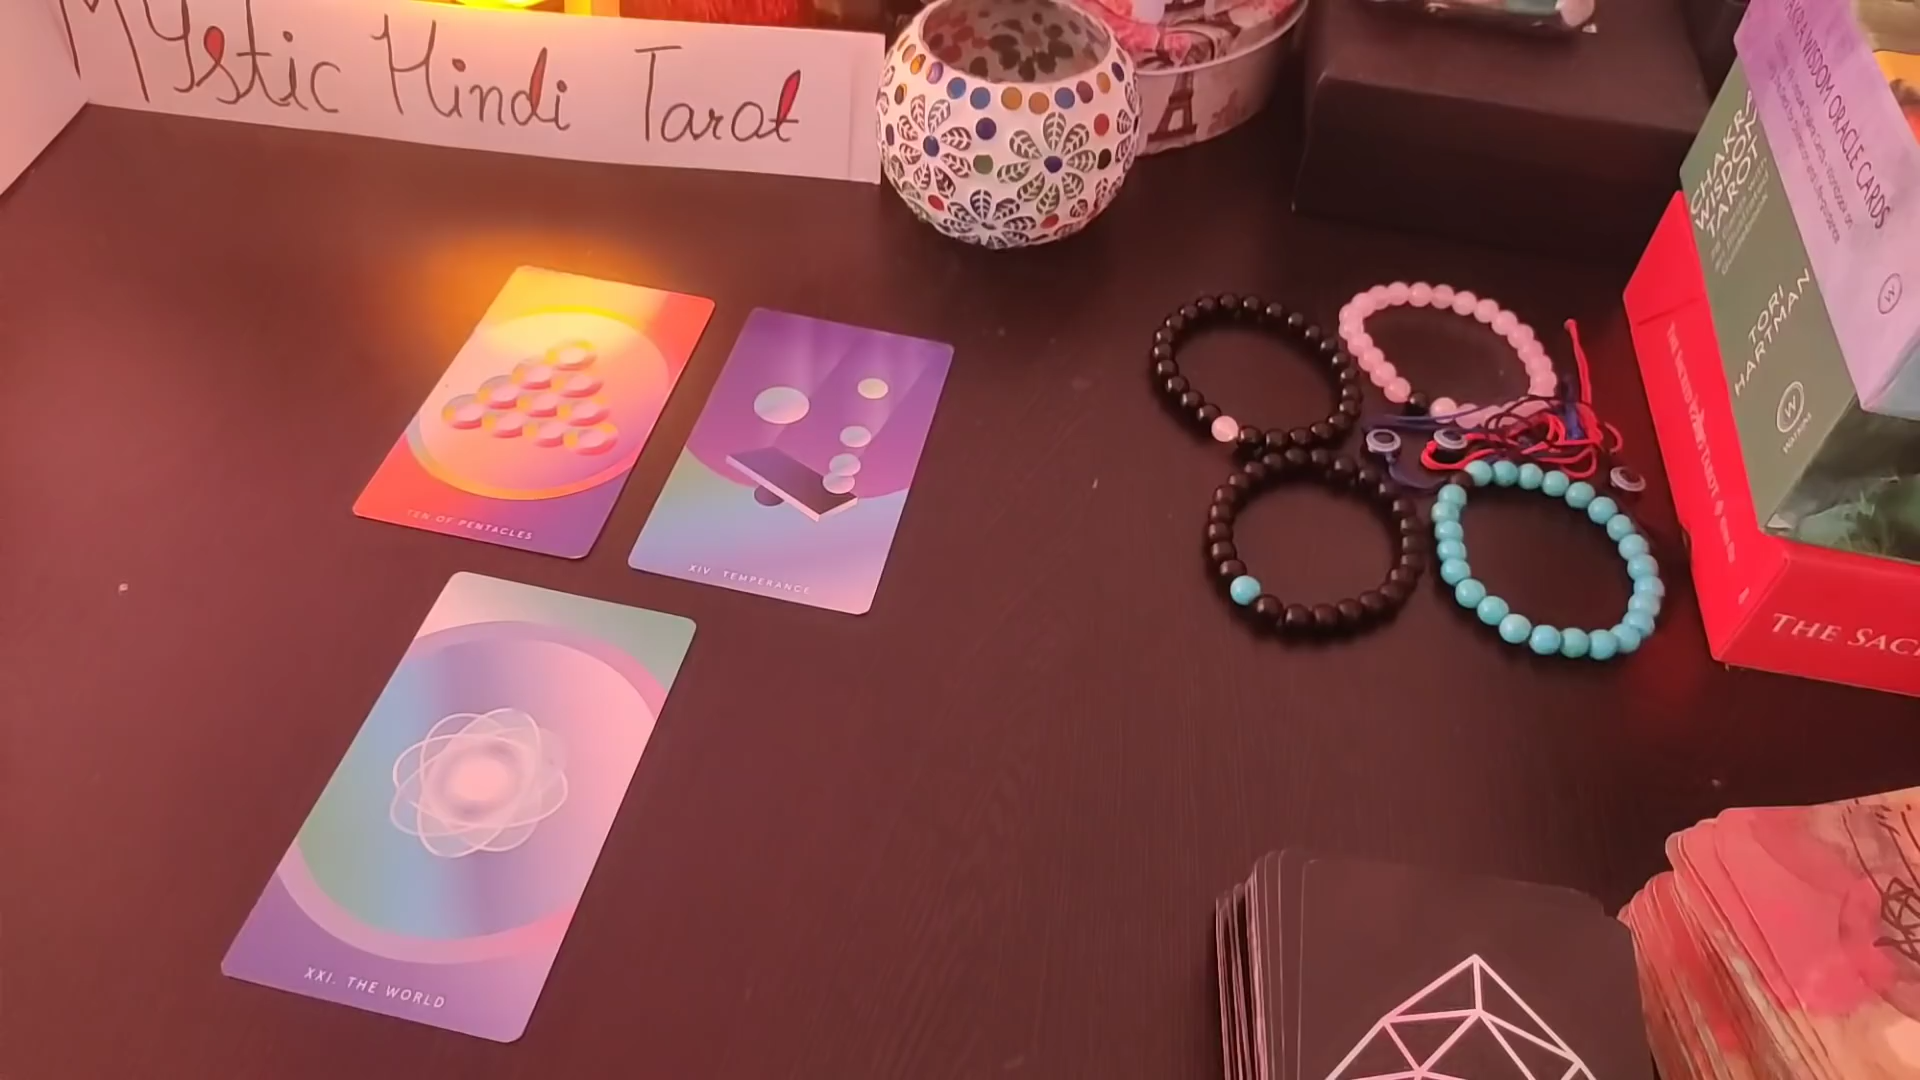 Mystic Hindi Tarot
TEN OF PENTACLES
XIV. TEMPERANCE
XXI. THE WORLD
CHAKRA WISDOM ORACLE CARDS
CHAKRA
WISDOM
TAROT
TORI
HARTMAN
W
WATKINS
W
THE SAC